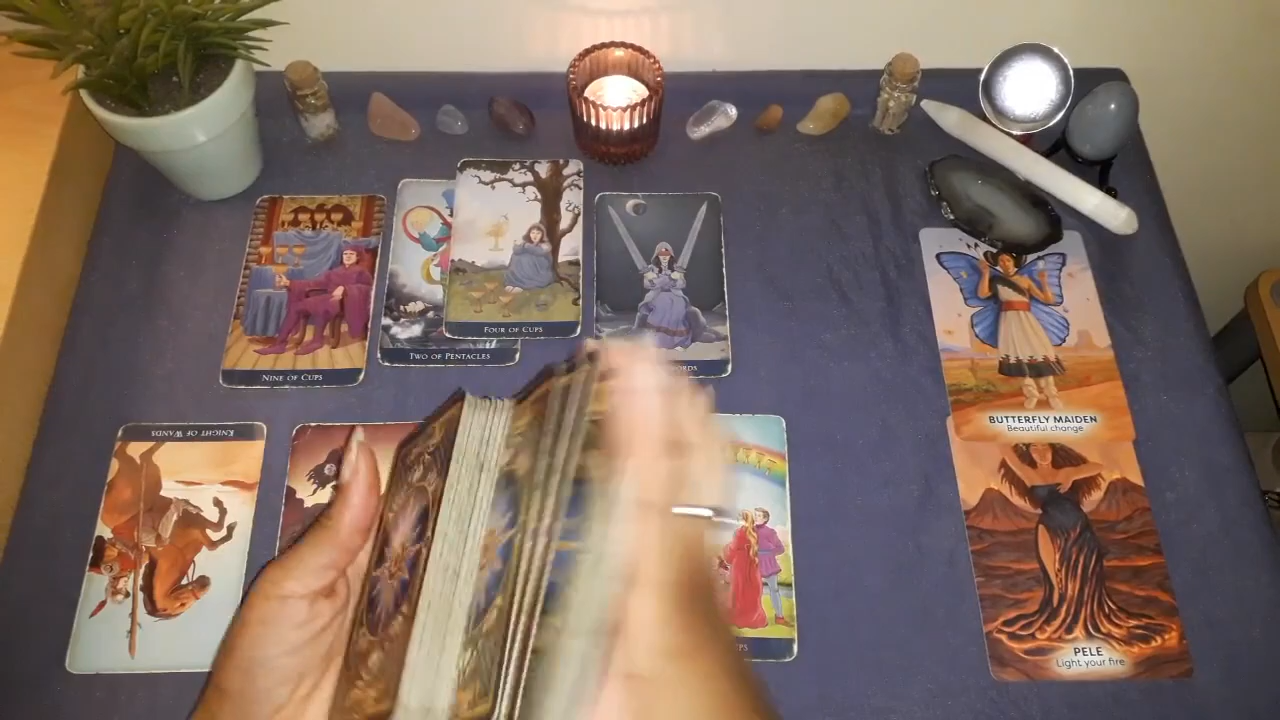 NINE OF CUPS
TWO OF PENTACLES
FOUR OF CUPS
KNIGHT OF WANDS
BUTTERFLY MAIDEN
Beautiful change
PELE
Light your fire